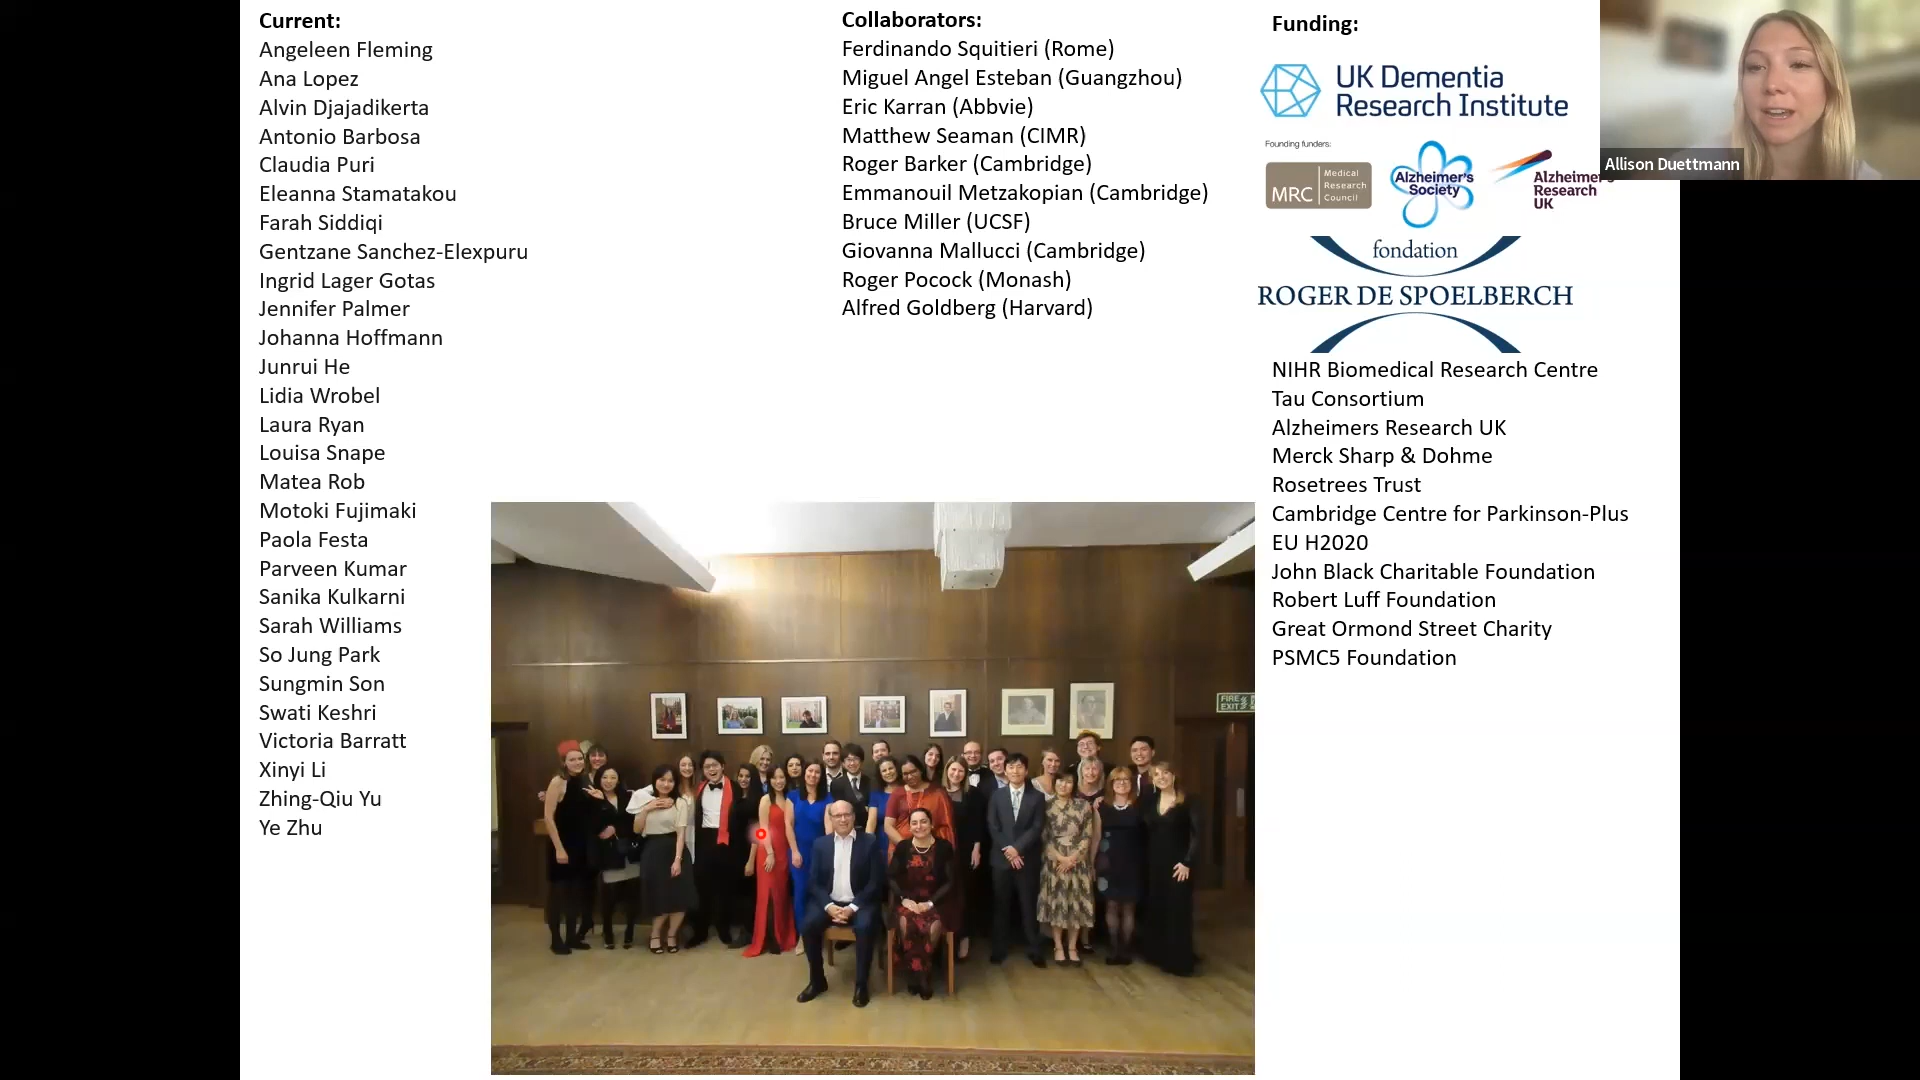 Current:
Angeleen Fleming
Ana Lopez
Alvin Djajadikerta
Antonio Barbosa
Claudia Puri
Eleanna Stamatakou
Farah Siddiqi
Gentzane Sanchez-Elexpuru
Ingrid Lager Gotas
Jennifer Palmer
Johanna Hoffmann
Junrui He
Lidia Wrobel
Laura Ryan
Louisa Snape
Matea Rob
Motoki Fujimaki
Paola Festa
Parveen Kumar
Sanika Kulkarni
Sarah Williams
So Jung Park
Sungmin Son
Swati Keshri
Victoria Barratt
Xinyi Li
Zhing-Qiu Yu
Ye Zhu
Collaborators:
Ferdinando Squitieri (Rome)
Miguel Angel Esteban (Guangzhou)
Eric Karran (Abbvie)
Matthew Seaman (CIMR)
Roger Barker (Cambridge)
Emmanouil Metzakopian (Cambridge)
Bruce Miller (UCSF)
Giovanna Mallucci (Cambridge)
Roger Pocock (Monash)
Alfred Goldberg (Harvard)
Funding:
UK Dementia
Research Institute
Founding funders:
MRC
Medical
Research
Council
Alzheimer's
Society
Alzheimer's
Research
UK
fondation
ROGER DE SPOELBERCH
NIHR Biomedical Research Centre
Tau Consortium
Alzheimers Research UK
Merck Sharp & Dohme
Rosetrees Trust
Cambridge Centre for Parkinson-Plus
EU H2020
John Black Charitable Foundation
Robert Luff Foundation
Great Ormond Street Charity
PSMC5 Foundation
FIRE
EXIT
Allison Duettmann